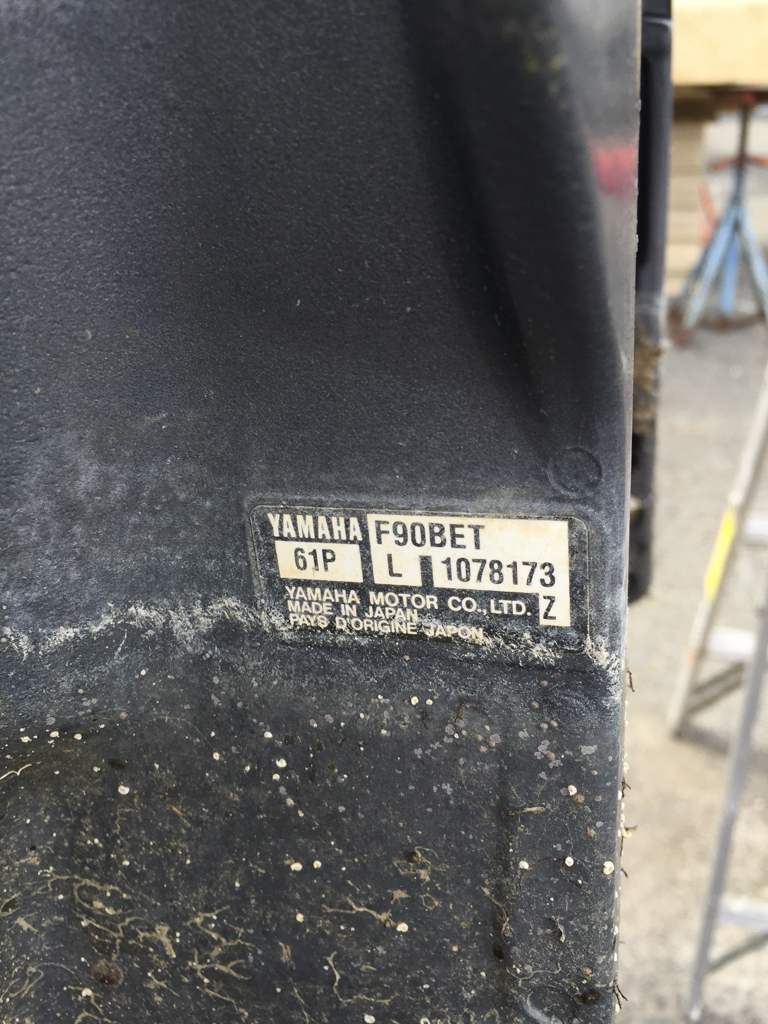 YAMAHA F90BET
61P L 1078173
YAMAHA MOTOR CO.,LTD. Z
MADE IN JAPAN
PAYS D'ORIGINE JAPON